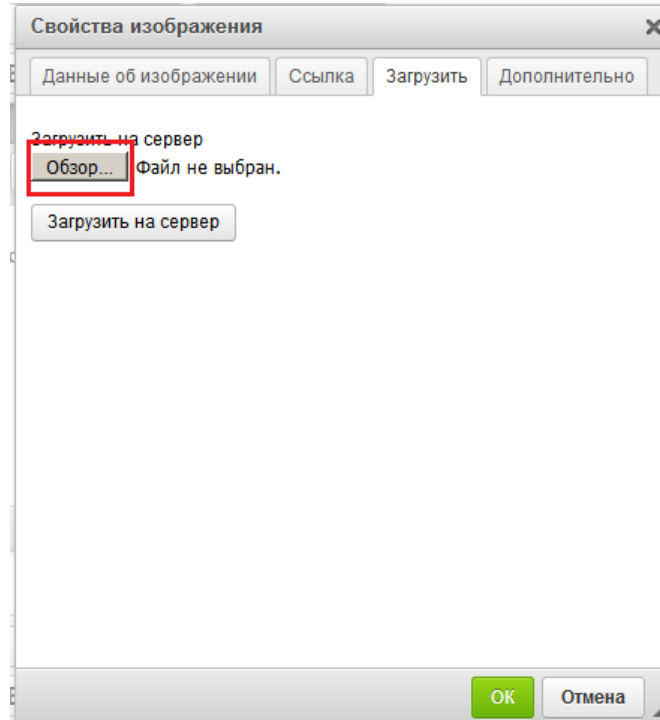 Свойства изображения
Данные об изображении Ссылка Загрузить Дополнительно
Загрузить на сервер
Обзор... Файл не выбран.
Загрузить на сервер
ОК Отмена